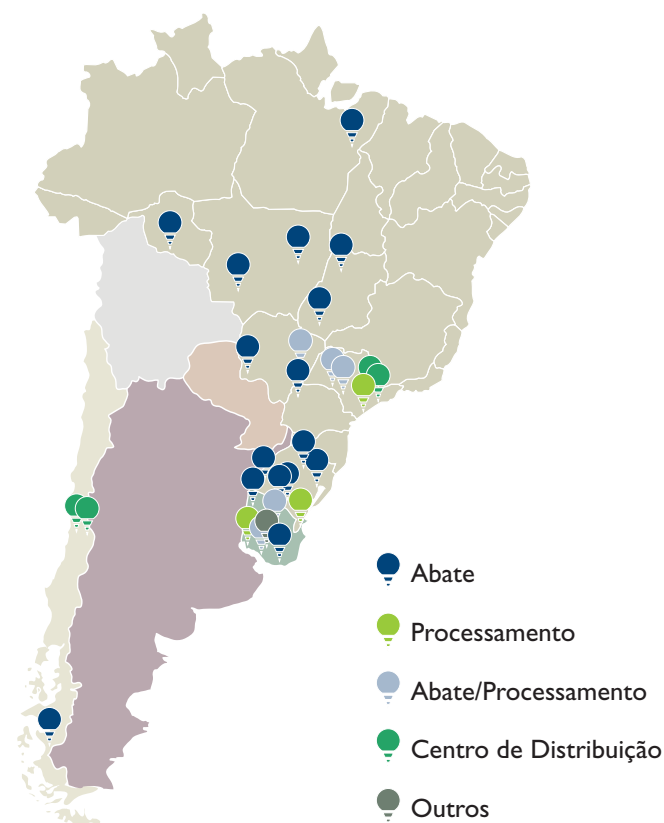 Abate
Processamento
Abate/Processamento
Centro de Distribuição
Outros